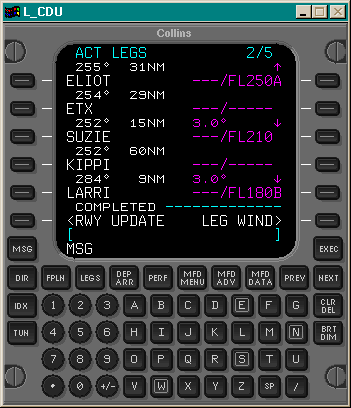 L_CDU
Collins
ACT LEGS 2/5
255° 31NM ↑
ELIOT ---/FL250A
254° 29NM
ETX ---/-----
252° 15NM 3.0° ↓
SUZIE ---/FL210
252° 60NM
KIPPI ---/-----
284° 9NM 3.0°
LARRI ---/FL180B
COMPLETED --------------
<RWY UPDATE LEG WIND>
[ ]
MSG
MSG EXEC
DIR FPLN LEGS DEP ARR PERF MFD MENU MFD ADV MFD DATA PREV NEXT
IDX 1 2 3 A B C D E F G CLR DEL
TUN 4 5 6 H I J K L M N BRT DIM
7 8 9 O P Q R S T U
• 0 +/- V W X Y Z SP /